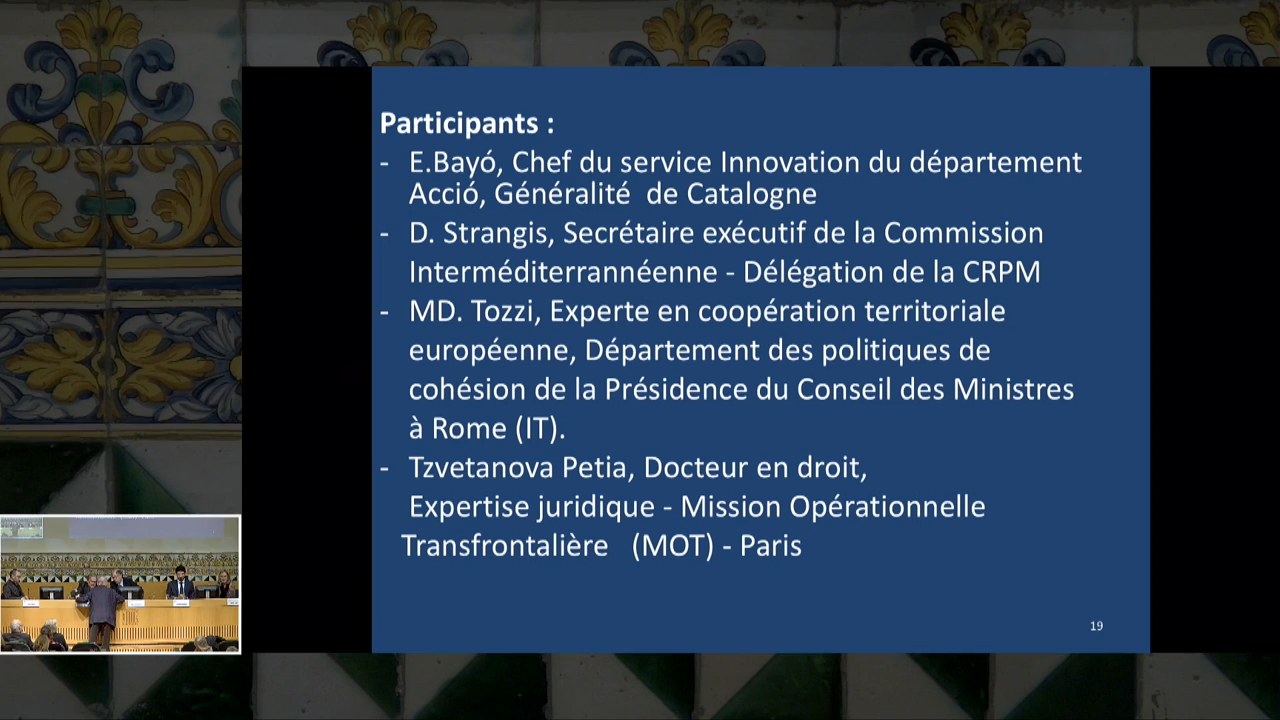 Participants :
- E.Bayó, Chef du service Innovation du département
Acció, Généralité  de Catalogne
- D. Strangis, Secrétaire exécutif de la Commission
Interméditerrannéenne - Délégation de la CRPM
- MD. Tozzi, Experte en coopération territoriale
européenne, Département des politiques de
cohésion de la Présidence du Conseil des Ministres
à Rome (IT).
- Tzvetanova Petia, Docteur en droit,
Expertise juridique - Mission Opérationnelle
Transfrontalière   (MOT) - Paris
19